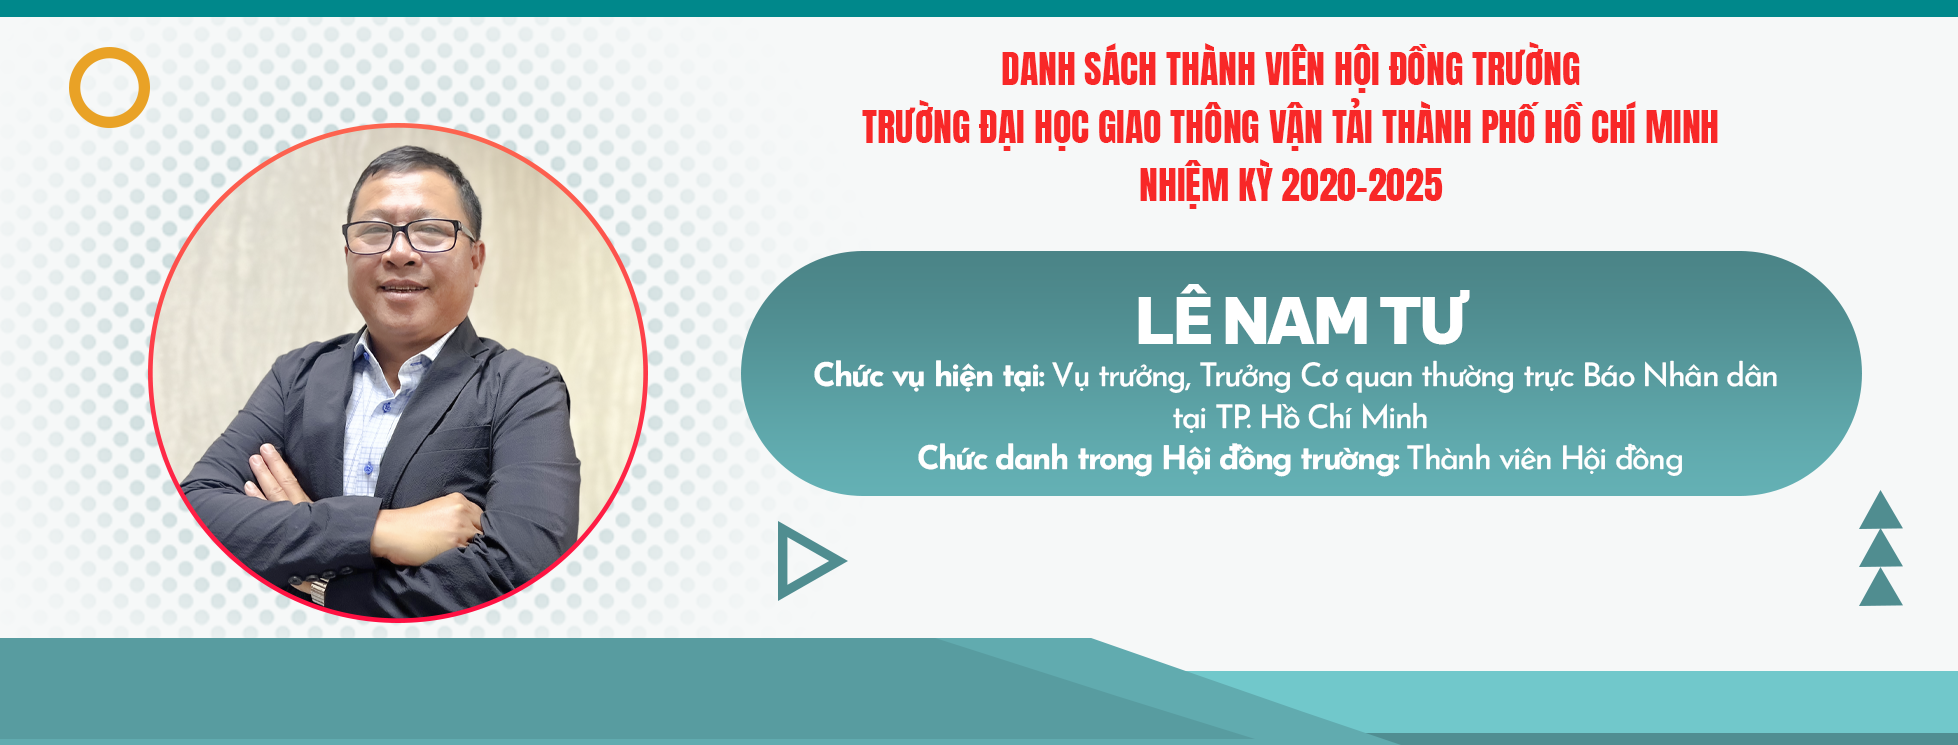 DANH SÁCH THÀNH VIÊN HỘI ĐỒNG TRƯỜNG
TRƯỜNG ĐẠI HỌC GIAO THÔNG VẬN TẢI THÀNH PHỐ HỒ CHÍ MINH
NHIỆM KỲ 2020-2025
LÊ NAM TƯ
Chức vụ hiện tại: Vụ trưởng, Trưởng Cơ quan thường trực Báo Nhân dân
tại TP. Hồ Chí Minh
Chức danh trong Hội đồng trường: Thành viên Hội đồng